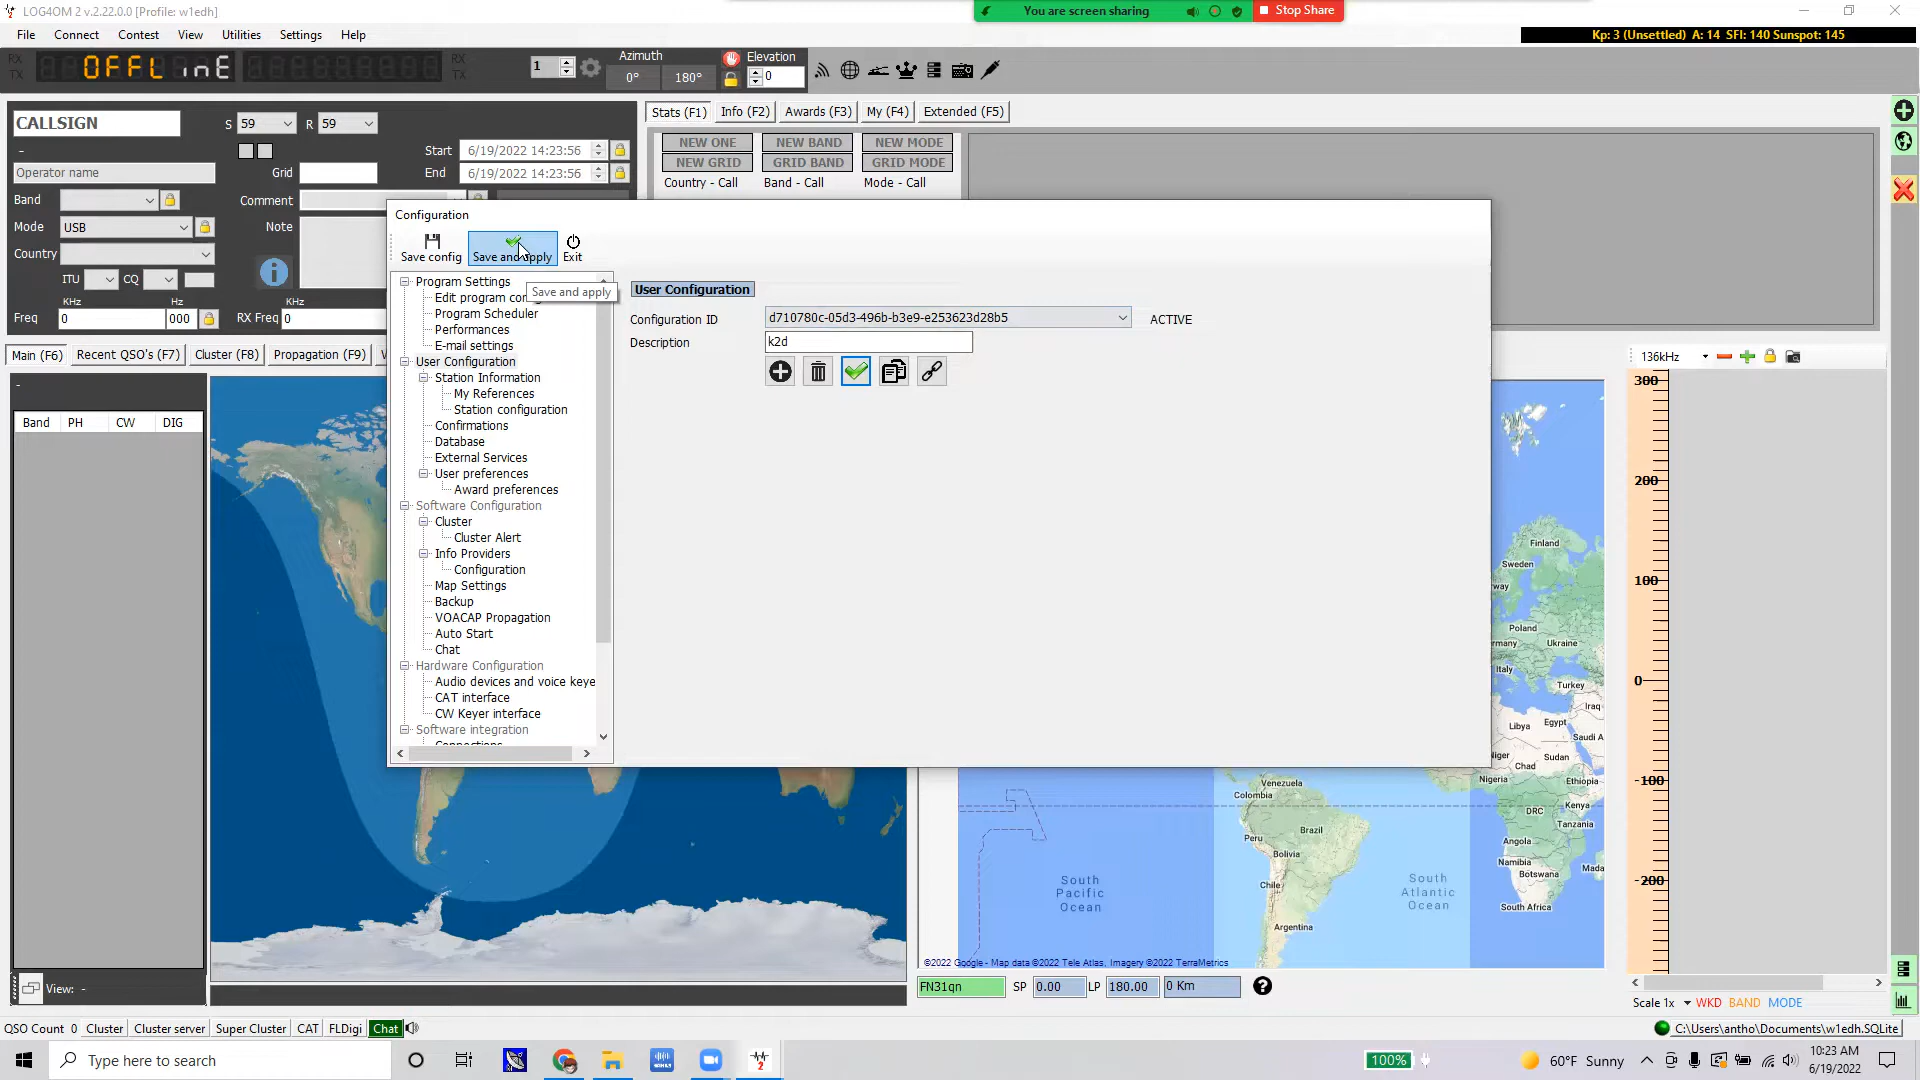 LOG4OM 2 v.2.22.0.0 [Profile: w1edh]
You are screen sharing
Stop Share
File Connect Contest View Utilities Settings Help
Kp: 3 (Unsettled) A: 14 SFI: 140 Sunspot: 145
RX
TX
OFFLinE
RX
TX
1
Azimuth
0°
180°
Elevation
0
CALLSIGN
S 59 R 59
-
Start 6/19/2022 14:23:56
Operator name
Grid
End 6/19/2022 14:23:56
Band
Comment
Mode USB
Note
Country
ITU CQ
KHz Hz KHz
Freq 0 000 RX Freq 0
Stats (F1) Info (F2) Awards (F3) My (F4) Extended (F5)
NEW ONE NEW BAND NEW MODE
NEW GRID GRID BAND GRID MODE
Country - Call Band - Call Mode - Call
Main (F6) Recent QSO's (F7) Cluster (F8) Propagation (F9)
-
Band PH CW DIG
View: -
Configuration
Save config Save and apply Exit
Save and apply
Program Settings
Edit program con
Program Scheduler
Performances
E-mail settings
User Configuration
Station Information
My References
Station configuration
Confirmations
Database
External Services
User preferences
Award preferences
Software Configuration
Cluster
Cluster Alert
Info Providers
Configuration
Map Settings
Backup
VOACAP Propagation
Auto Start
Chat
Hardware Configuration
Audio devices and voice keye
CAT interface
CW Keyer interface
Software integration
Connections
User Configuration
Configuration ID d710780c-05d3-496b-b3e9-e253623d28b5 ACTIVE
Description k2d
136kHz
300
200
100
0
-100
-200
Scale 1x WKD BAND MODE
Finland
Sweden
rway
Poland
rmany
Ukraine
Italy
Turkey
Iraq
Libya
Egypt
Saudi A
Niger
Chad
Sudan
Nigeria
Ethiopia
DRC
Kenya
Tanzania
Angola
Namibia
Botswana
Mada
South Africa
Venezuela
Colombia
Peru
Brazil
Bolivia
Chile
Argentina
South
Pacific
Ocean
South
Atlantic
Ocean
©2022 Google - Map data ©2022 Tele Atlas, Imagery ©2022 TerraMetrics
FN31qn SP 0.00 LP 180.00 0 Km
QSO Count 0 Cluster Cluster server Super Cluster CAT FLDigi Chat
C:\Users\antho\Documents\w1edh.SQLite
Type here to search
2
100%
60°F Sunny
10:23 AM
6/19/2022